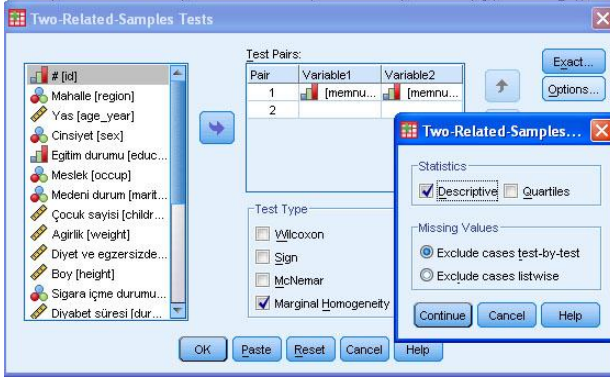 Two-Related-Samples Tests
# [id]
Mahalle [region]
Yas [age_year]
Cinsiyet [sex]
Egitim durumu [educ...
Meslek [occup]
Medeni durum [marit...
Çocuk sayisi [childr...
Agirlik [weight]
Diyet ve egzersizde...
Boy [height]
Sigara içme durumu...
Diyabet süresi [dur...
Test Pairs:
Pair Variable1 Variable2
1 [memnu... [memnu...
2
Exact...
Options...
Test Type
Wilcoxon
Sign
McNemar
Marginal Homogeneity
OK Paste Reset Cancel Help
Two-Related-Samples...
Statistics
Descriptive Quartiles
Missing Values
Exclude cases test-by-test
Exclude cases listwise
Continue Cancel Help